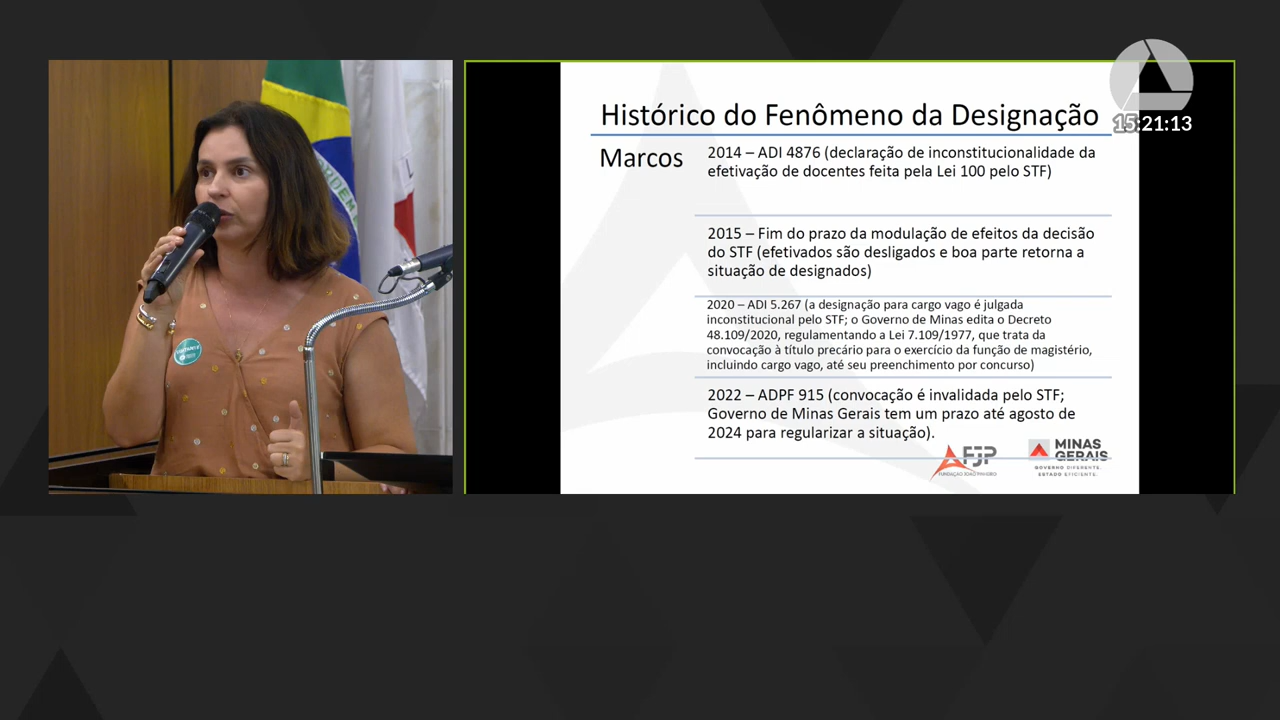 15:21:13
Histórico do Fenômeno da Designação
Marcos
2014 – ADI 4876 (declaração de inconstitucionalidade da
efetivação de docentes feita pela Lei 100 pelo STF)
2015 – Fim do prazo da modulação de efeitos da decisão
do STF (efetivados são desligados e boa parte retorna a
situação de designados)
2020 – ADI 5.267 (a designação para cargo vago é julgada
inconstitucional pelo STF; o Governo de Minas edita o Decreto
48.109/2020, regulamentando a Lei 7.109/1977, que trata da
convocação à título precário para o exercício da função de magistério,
incluindo cargo vago, até seu preenchimento por concurso)
2022 – ADPF 915 (convocação é invalidada pelo STF;
Governo de Minas Gerais tem um prazo até agosto de
2024 para regularizar a situação).
FJP
FUNDAÇÃO JOÃO PINHEIRO
MINAS
GERAIS
GOVERNO DIFERENTE.
ESTADO EFICIENTE.
VISITANTE